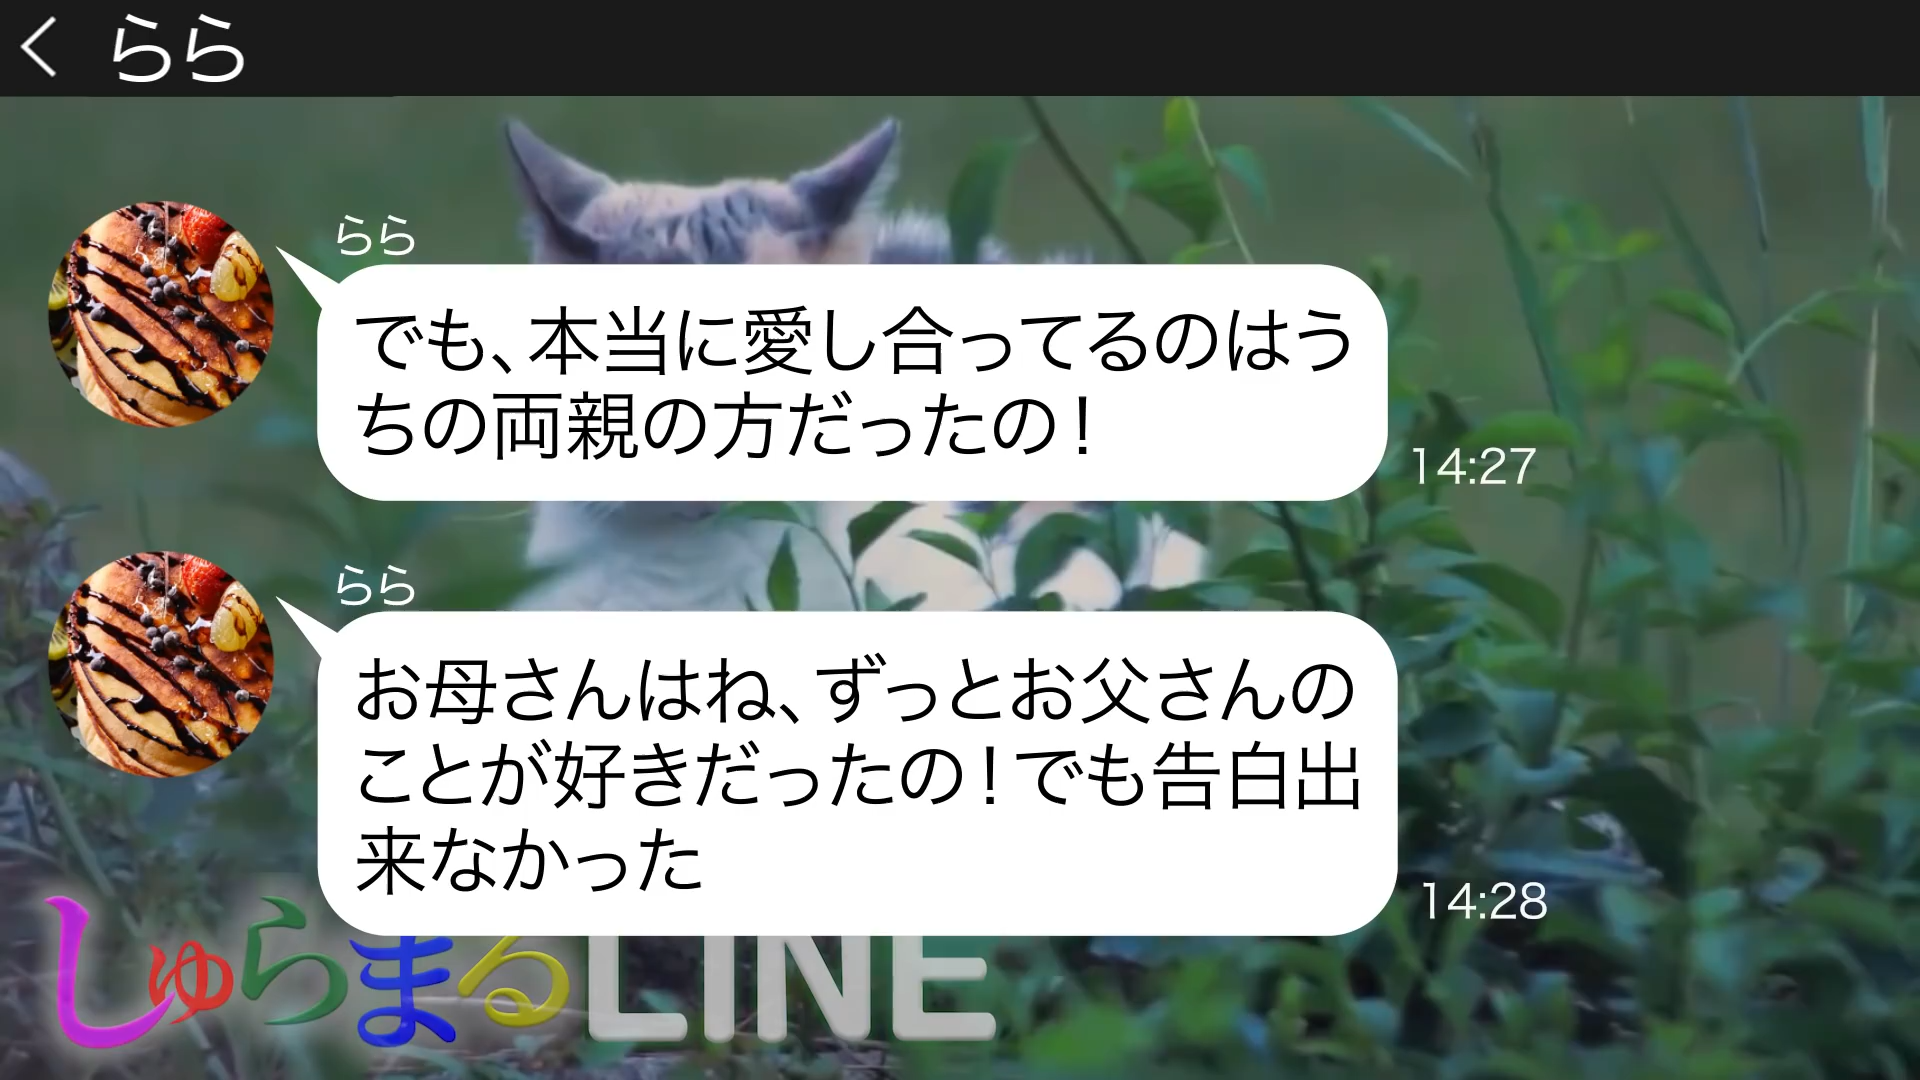 らら
らら
でも、本当に愛し合ってるのはう
ちの両親の方だったの！
14:27
らら
お母さんはね、ずっとお父さんの
ことが好きだったの！でも告白出
来なかった
14:28
しゅらまるLINE